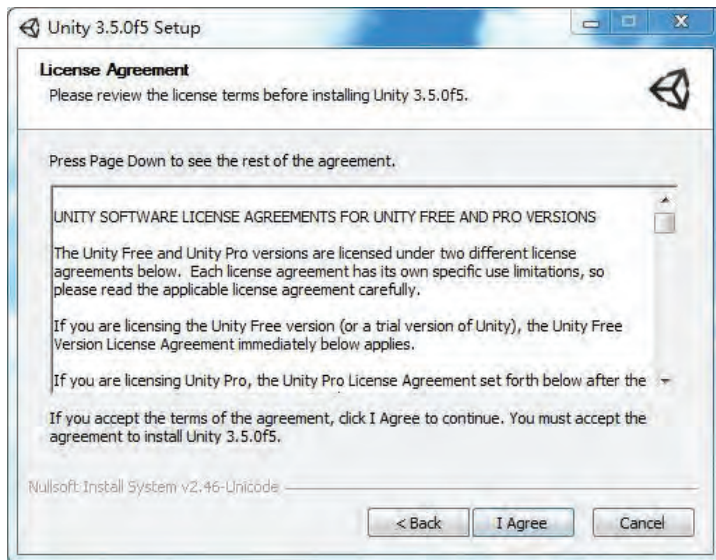 Unity 3.5.0f5 Setup
License Agreement
Please review the license terms before installing Unity 3.5.0f5.
Press Page Down to see the rest of the agreement.
UNITY SOFTWARE LICENSE AGREEMENTS FOR UNITY FREE AND PRO VERSIONS
The Unity Free and Unity Pro versions are licensed under two different license
agreements below. Each license agreement has its own specific use limitations, so
please read the applicable license agreement carefully.
If you are licensing the Unity Free version (or a trial version of Unity), the Unity Free
Version License Agreement immediately below applies.
If you are licensing Unity Pro, the Unity Pro License Agreement set forth below after the
If you accept the terms of the agreement, click I Agree to continue. You must accept the
agreement to install Unity 3.5.0f5.
Nullsoft Install System v2.46-Unicode
< Back I Agree Cancel